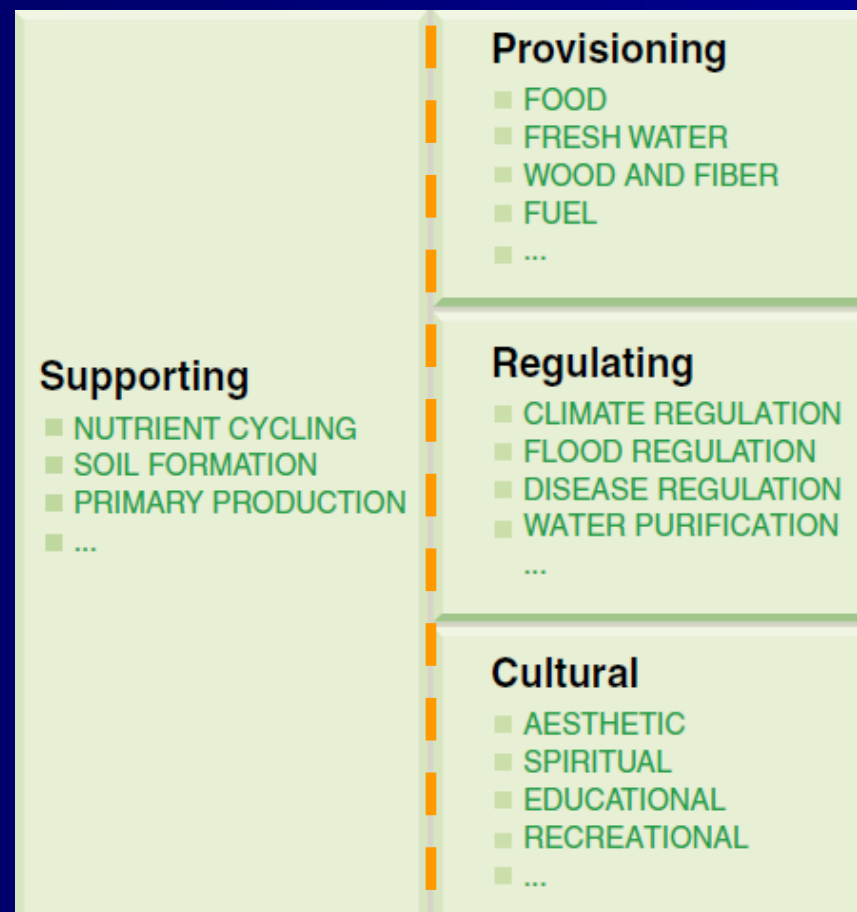 Supporting
NUTRIENT CYCLING
SOIL FORMATION
PRIMARY PRODUCTION
...
Provisioning
FOOD
FRESH WATER
WOOD AND FIBER
FUEL
...
Regulating
CLIMATE REGULATION
FLOOD REGULATION
DISEASE REGULATION
WATER PURIFICATION
...
Cultural
AESTHETIC
SPIRITUAL
EDUCATIONAL
RECREATIONAL
...